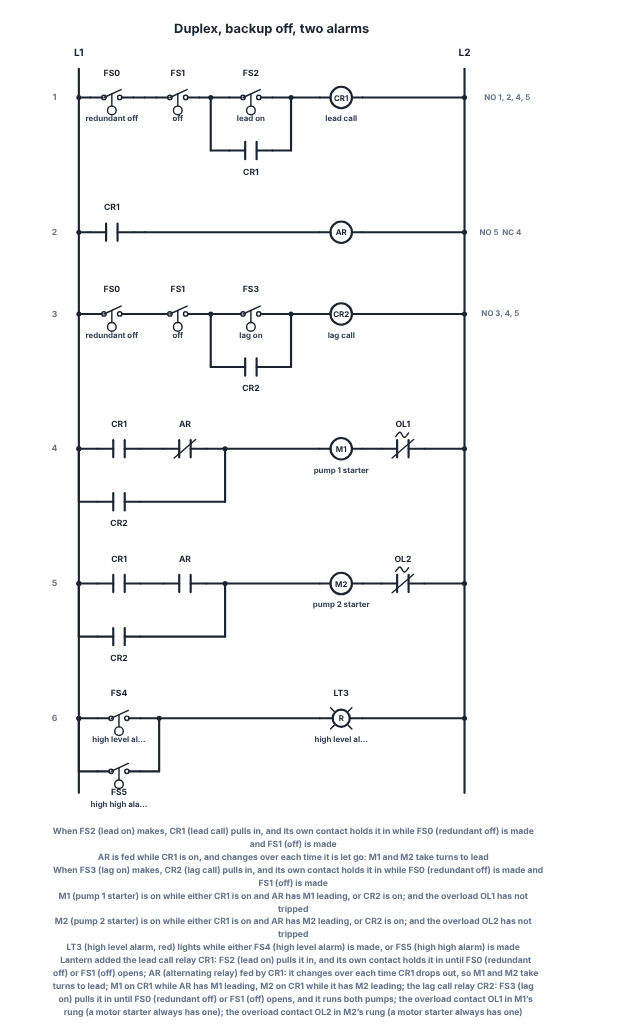 Duplex, backup off, two alarms
L1
L2
FS0
FS1
FS2
1
CR1
NO 1, 2, 4, 5
redundant off
off
lead on
lead call
CR1
CR1
2
AR
NO 5 NC 4
FS0
FS1
FS3
3
CR2
NO 3, 4, 5
redundant off
off
lag on
lag call
CR2
CR1
AR
OL1
4
M1
pump 1 starter
CR2
CR1
AR
OL2
5
M2
pump 2 starter
CR2
FS4
LT3
6
R
high level al...
high level al...
FS5
high high ala...
When FS2 (lead on) makes, CR1 (lead call) pulls in, and its own contact holds it in while FS0 (redundant off) is made
and FS1 (off) is made
AR is fed while CR1 is on, and changes over each time it is let go: M1 and M2 take turns to lead
When FS3 (lag on) makes, CR2 (lag call) pulls in, and its own contact holds it in while FS0 (redundant off) is made and
FS1 (off) is made
M1 (pump 1 starter) is on while either CR1 is on and AR has M1 leading, or CR2 is on; and the overload OL1 has not
tripped
M2 (pump 2 starter) is on while either CR1 is on and AR has M2 leading, or CR2 is on; and the overload OL2 has not
tripped
LT3 (high level alarm, red) lights while either FS4 (high level alarm) is made, or FS5 (high high alarm) is made
Lantern added the lead call relay CR1: FS2 (lead on) pulls it in, and its own contact holds it in until FS0 (redundant
off) or FS1 (off) opens; AR (alternating relay) fed by CR1: it changes over each time CR1 drops out, so M1 and M2 take
turns to lead; M1 on CR1 while AR has M1 leading, M2 on CR1 while it has M2 leading; the lag call relay CR2: FS3 (lag
on) pulls it in until FS0 (redundant off) or FS1 (off) opens, and it runs both pumps; the overload contact OL1 in M1's
rung (a motor starter always has one); the overload contact OL2 in M2's rung (a motor starter always has one)